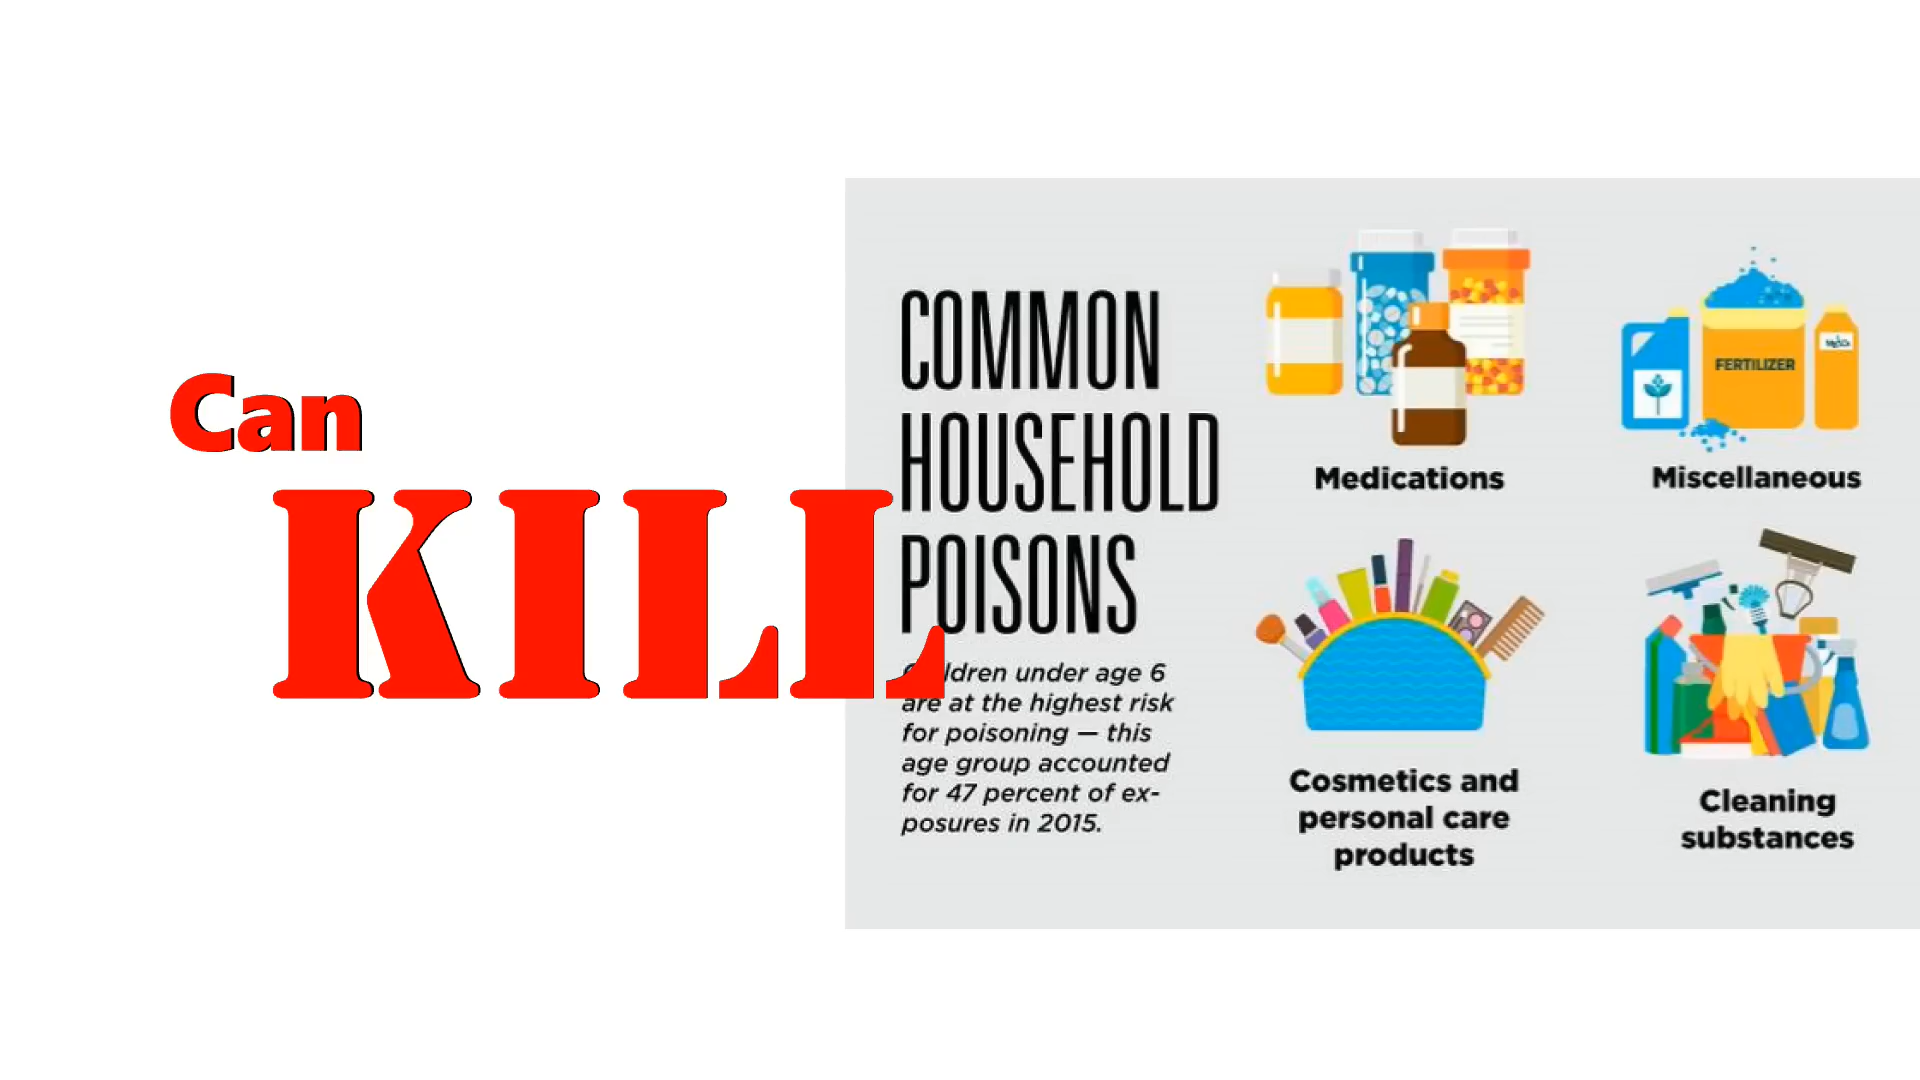 Can
KILL
COMMON
HOUSEHOLD
POISONS
Children under age 6
are at the highest risk
for poisoning — this
age group accounted
for 47 percent of ex-
posures in 2015.
Medications
FERTILIZER
Miscellaneous
Cosmetics and
personal care
products
Cleaning
substances